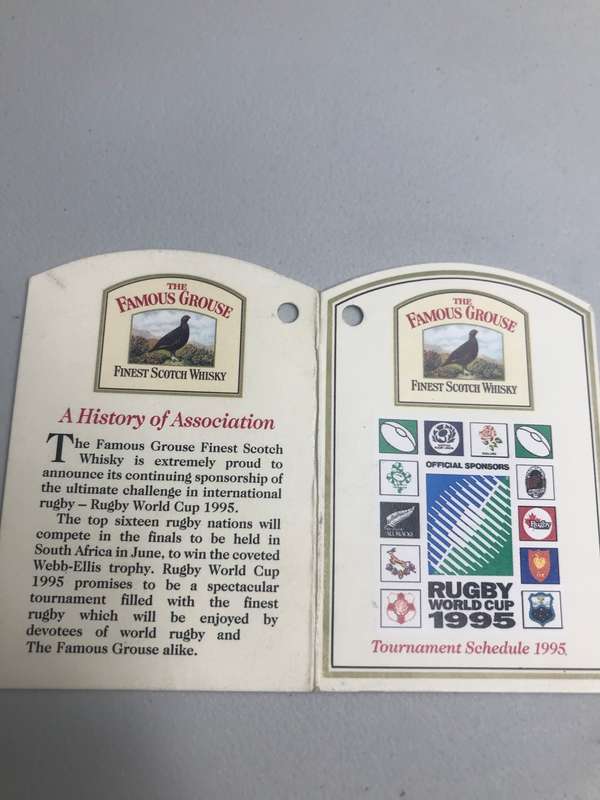 THE
FAMOUS GROUSE
FINEST SCOTCH WHISKY
A History of Association
The Famous Grouse Finest Scotch
Whisky is extremely proud to
announce its continuing sponsorship of
the ultimate challenge in international
rugby – Rugby World Cup 1995.
The top sixteen rugby nations will
compete in the finals to be held in
South Africa in June, to win the coveted
Webb-Ellis trophy. Rugby World Cup
1995 promises to be a spectacular
tournament filled with the finest
rugby which will be enjoyed by
devotees of world rugby and
The Famous Grouse alike.
THE
FAMOUS GROUSE
FINEST SCOTCH WHISKY
OFFICIAL SPONSORS
ALL BLACKS
Rugby
RUGBY
WORLD CUP
1995
Tournament Schedule 1995.